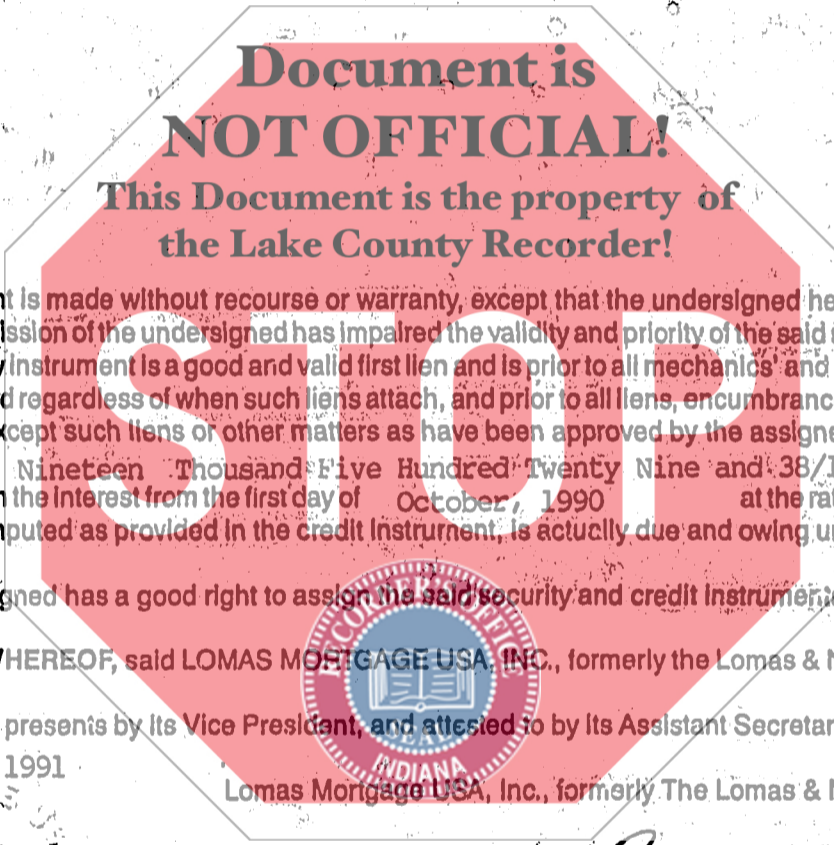 Document is
NOT OFFICIAL!
This Document is the property of
the Lake County Recorder!
STOP
t is made without recourse or warranty, except that the undersigned he
ission of the undersigned has impaired the validity and priority of the said
instrument is a good and valid first lien and is prior to all mechanics' and
d regardless of when such liens attach, and prior to all liens, encumbranc
cept such liens or other matters as have been approved by the assigne
Nineteen Thousand Five Hundred Twenty Nine and 38/1
the interest from the first day of October, 1990 at the ra
puted as provided in the credit instrument, is actually due and owing u
gned has a good right to assign the said security and credit instrument
HEREOF, said LOMAS MORTGAGE USA, INC., formerly the Lomas & N
presents by its Vice President, and attested to by its Assistant Secretar
1991
Lomas Mortgage USA, Inc., formerly The Lomas & N
RECORDER'S OFFICE
SEAL
INDIANA